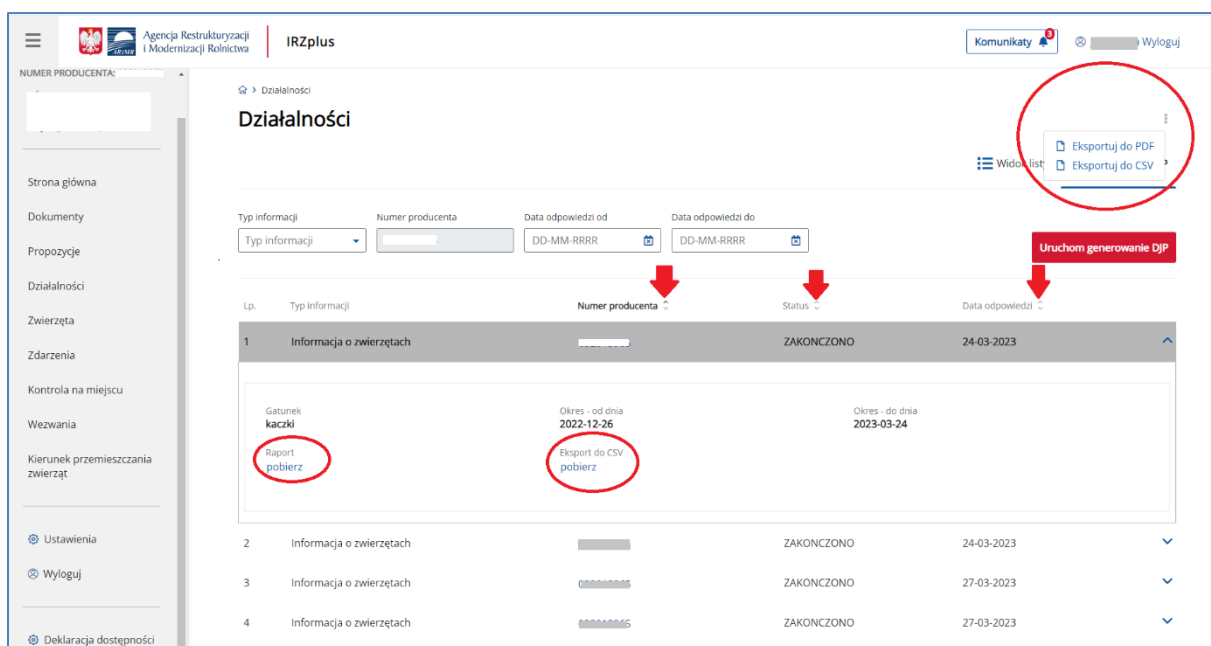 Agencja Restrukturyzacji
i Modernizacji Rolnictwa
ARiMR
IRZplus
Komunikaty 3
Wyloguj
NUMER PRODUCENTA:
Strona główna
Dokumenty
Propozycje
Działalności
Zwierzęta
Zdarzenia
Kontrola na miejscu
Wezwania
Kierunek przemieszczania
zwierząt
Ustawienia
Wyloguj
Deklaracja dostępności
Działalności
Działalności
Eksportuj do PDF
Widok listy
Eksportuj do CSV
Typ informacji Numer producenta Data odpowiedzi od Data odpowiedzi do
Typ informacji DD-MM-RRRR DD-MM-RRRR
Uruchom generowanie DJP
Lp. Typ informacji Numer producenta Status Data odpowiedzi
1 Informacja o zwierzętach ZAKONCZONO 24-03-2023
Gatunek Okres - od dnia Okres - do dnia
kaczki 2022-12-26 2023-03-24
Raport Eksport do CSV
pobierz pobierz
2 Informacja o zwierzętach ZAKONCZONO 24-03-2023
3 Informacja o zwierzętach ZAKONCZONO 27-03-2023
4 Informacja o zwierzętach ZAKONCZONO 27-03-2023